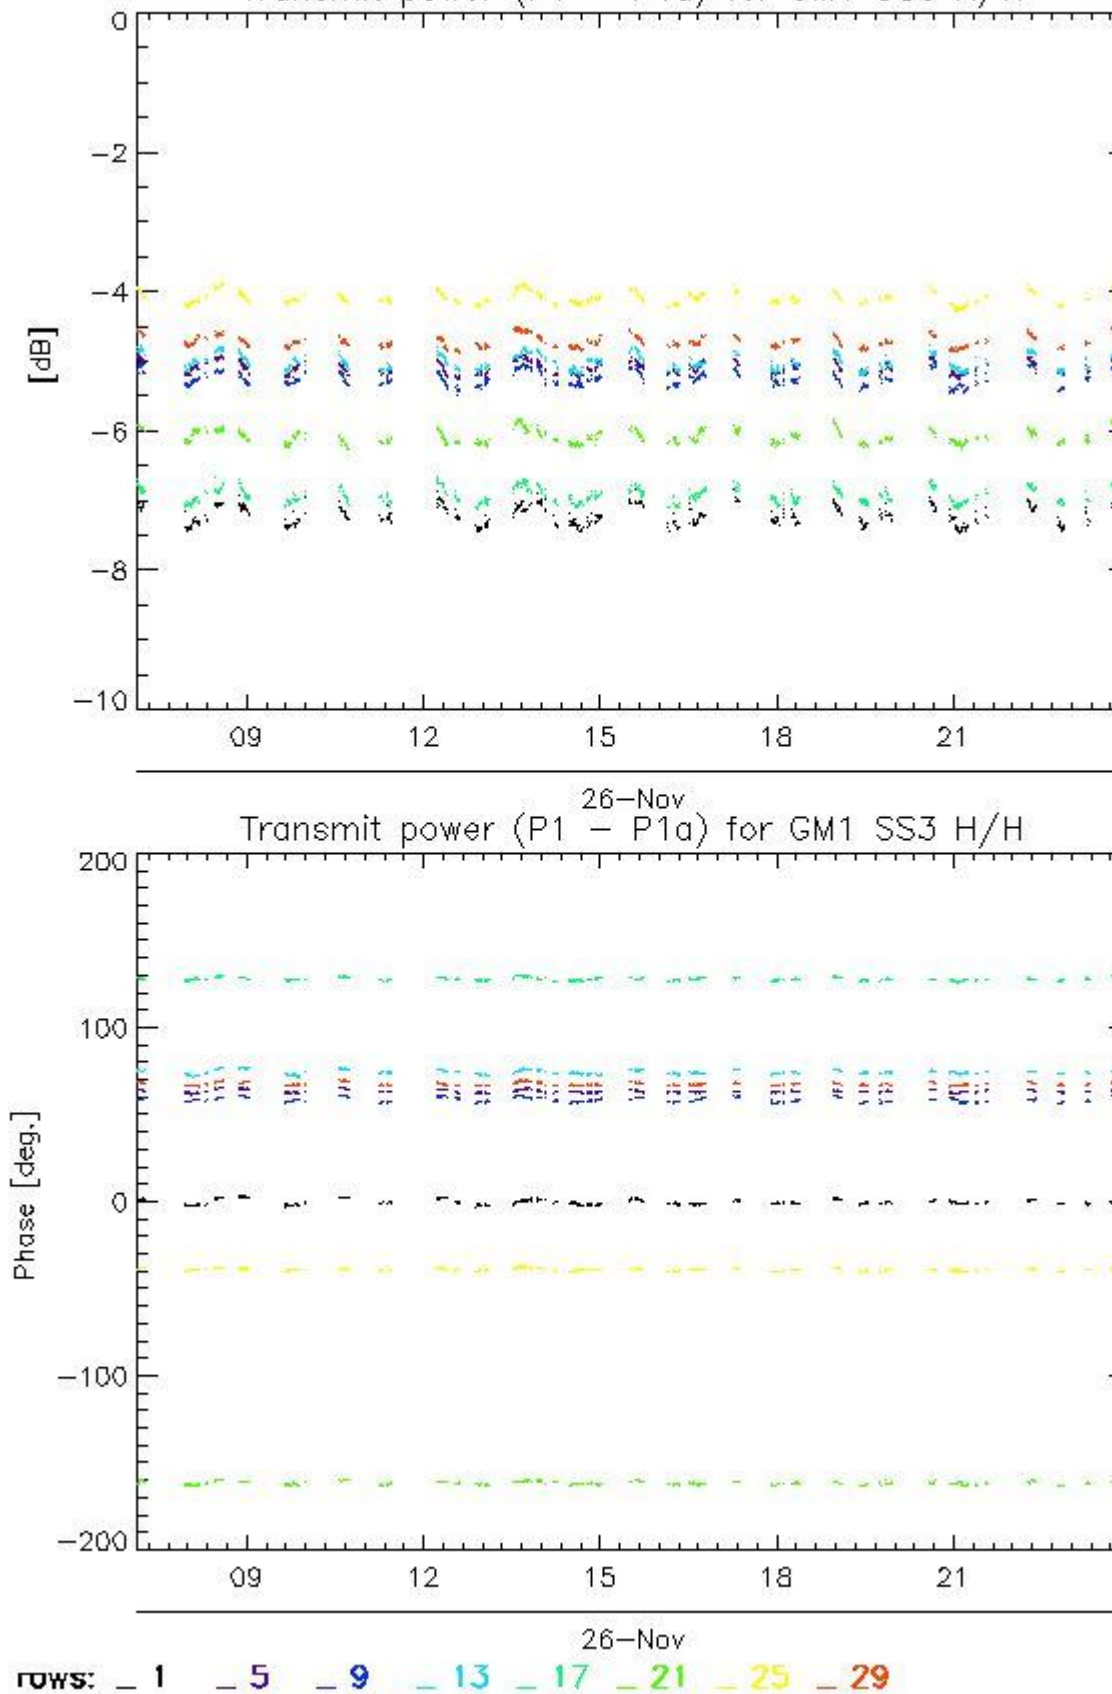 0
-2
-4
-6
-8
-10
[dB]
09 12 15 18 21
26-Nov
Transmit power (P1 - P1a) for GM1 SS3 H/H
200
100
0
-100
-200
Phase [deg.]
09 12 15 18 21
26-Nov
rows: _ 1 _ 5 _ 9 _ 13 _ 17 _ 21 _ 25 _ 29